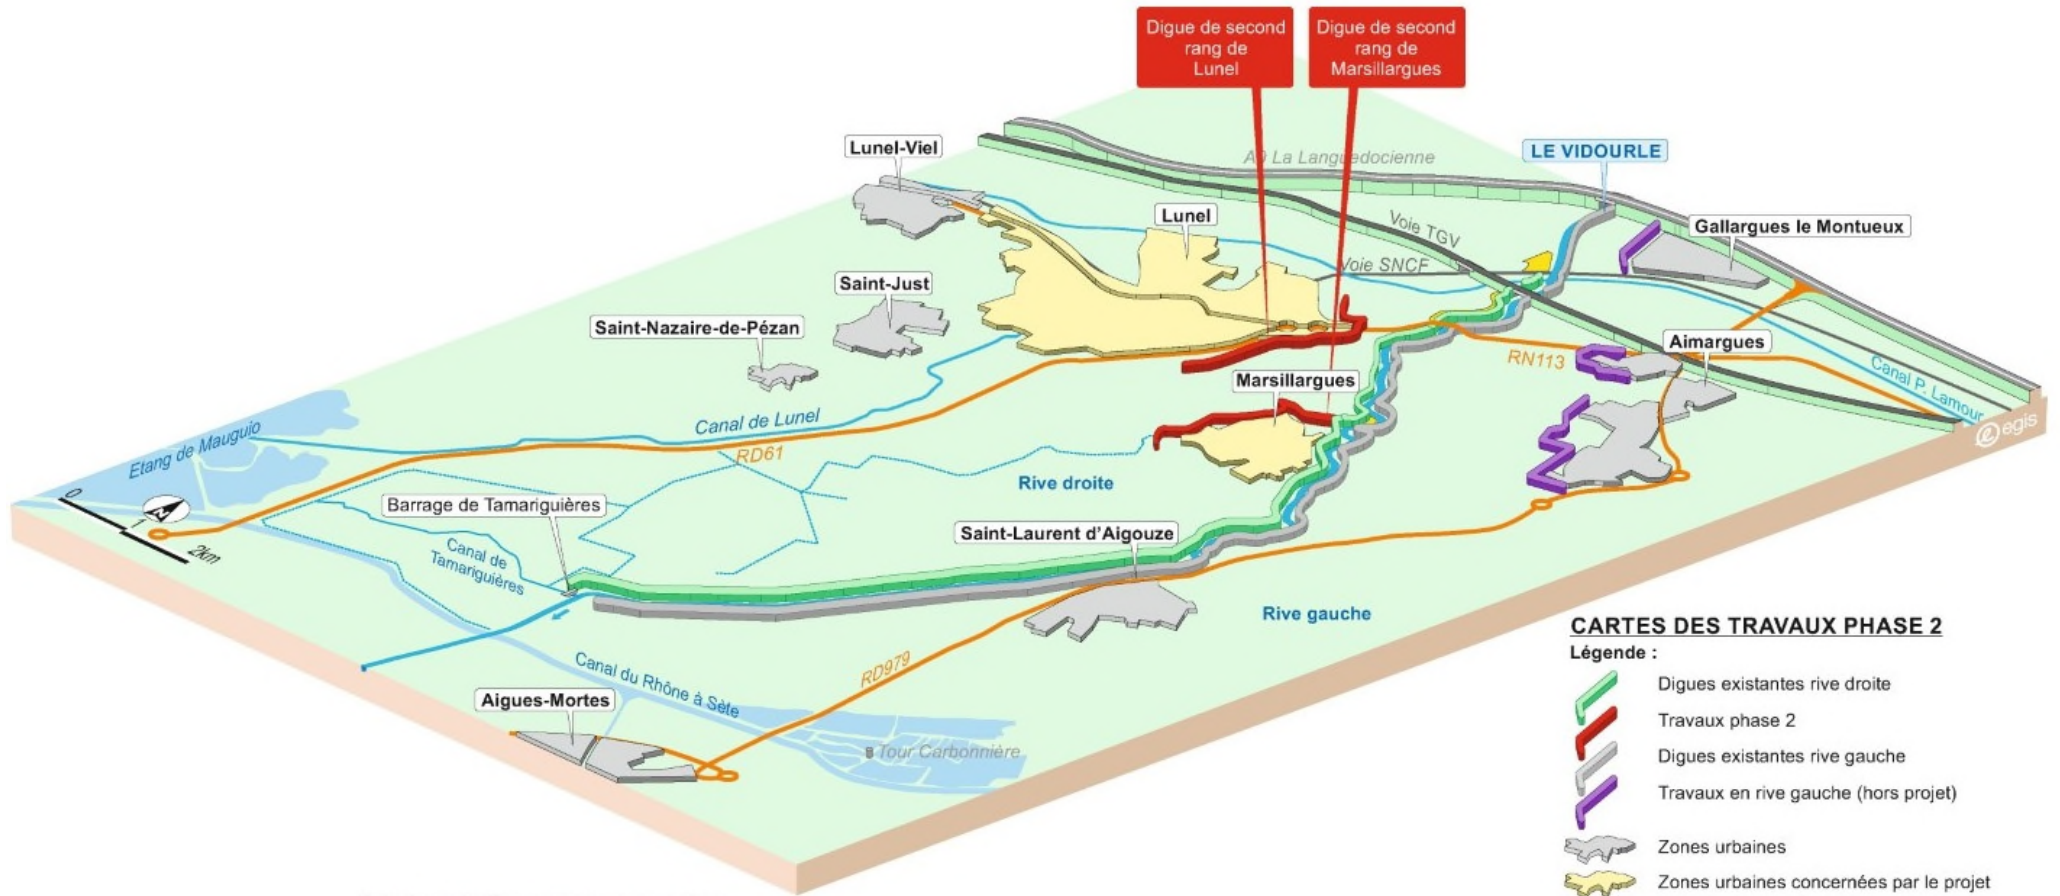 Digue de second
rang de
Lunel
Digue de second
rang de
Marsillargues
Lunel-Viel
A9 La Languedocienne
LE VIDOURLE
Lunel
Voie TGV
Gallargues le Montueux
Voie SNCF
Saint-Just
Saint-Nazaire-de-Pézan
Aimargues
RN113
Marsillargues
Canal P. Lamour
Canal de Lunel
egis
Etang de Mauguio
RD61
Rive droite
0
1
2km
N
Barrage de Tamariguières
Saint-Laurent d'Aigouze
Canal de
Tamariguières
Rive gauche
Canal du Rhône à Sète
RD979
Aigues-Mortes
Tour Carbonnière
CARTES DES TRAVAUX PHASE 2
Légende :
Digues existantes rive droite
Travaux phase 2
Digues existantes rive gauche
Travaux en rive gauche (hors projet)
Zones urbaines
Zones urbaines concernées par le projet